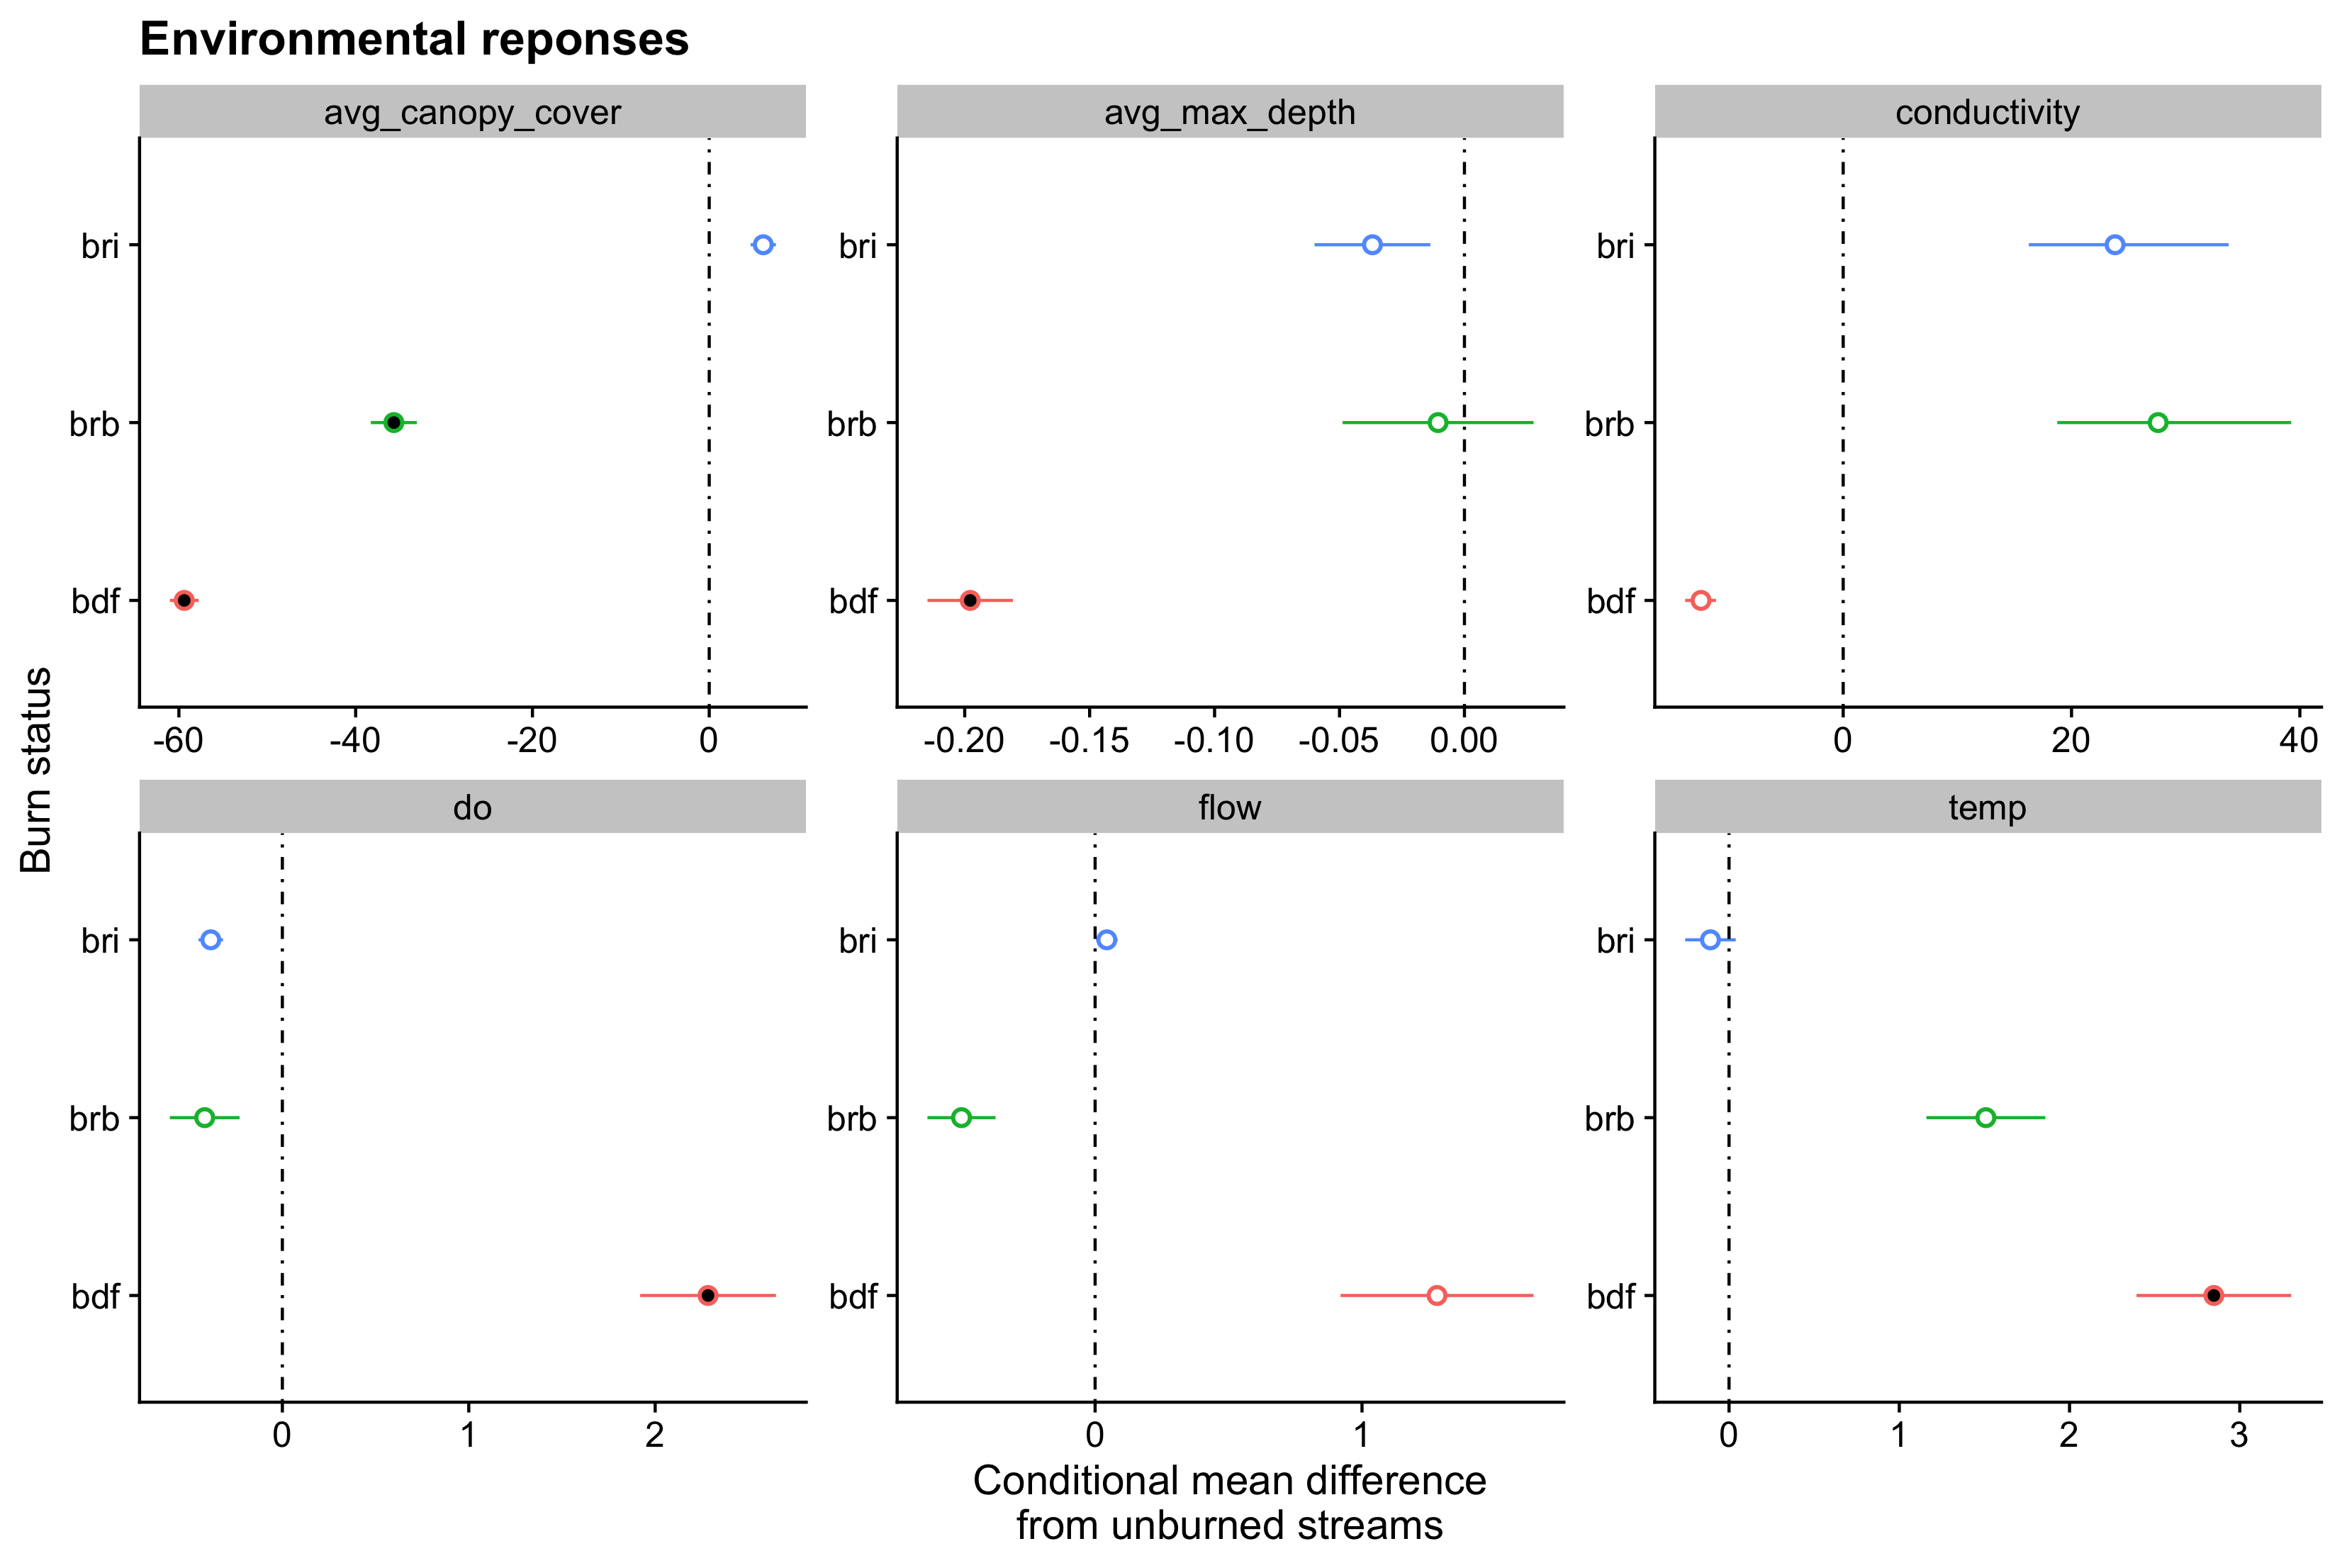 Environmental reponses
avg_canopy_cover
avg_max_depth
conductivity
bri
brb
bdf
-60 -40 -20 0
bri
brb
bdf
-0.20 -0.15 -0.10 -0.05 0.00
bri
brb
bdf
0 20 40
Burn status
do
flow
temp
bri
brb
bdf
0 1 2
bri
brb
bdf
0 1
bri
brb
bdf
0 1 2 3
Conditional mean difference
from unburned streams